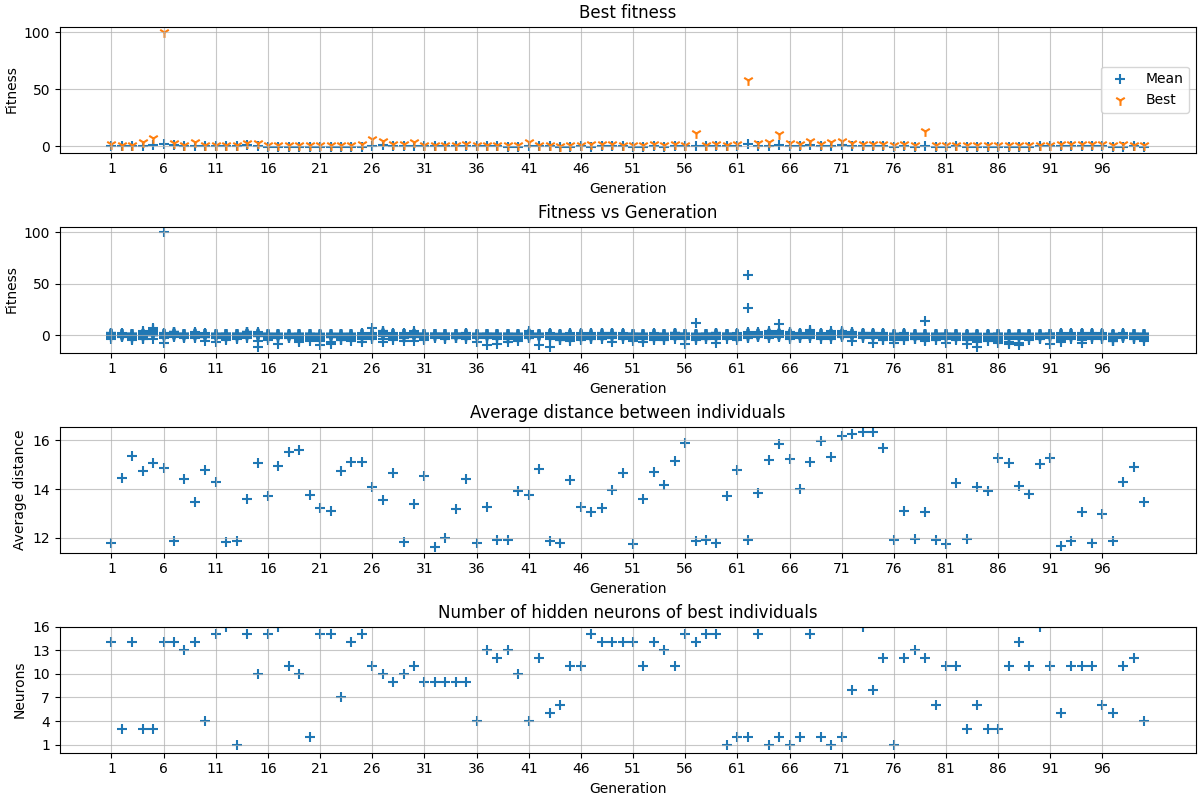 Best fitness
100
50
0
Fitness
Mean
Best
1 6 11 16 21 26 31 36 41 46 51 56 61 66 71 76 81 86 91 96
Generation
Fitness vs Generation
100
50
0
Fitness
1 6 11 16 21 26 31 36 41 46 51 56 61 66 71 76 81 86 91 96
Generation
Average distance between individuals
16
14
12
Average distance
1 6 11 16 21 26 31 36 41 46 51 56 61 66 71 76 81 86 91 96
Generation
Number of hidden neurons of best individuals
16
13
10
7
4
1
Neurons
1 6 11 16 21 26 31 36 41 46 51 56 61 66 71 76 81 86 91 96
Generation